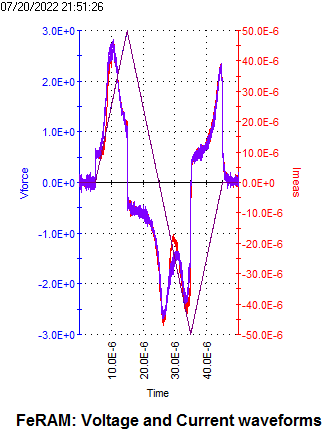 07/20/2022 21:51:26
3.0E+0
2.0E+0
1.0E+0
0.0E+0
-1.0E+0
-2.0E+0
-3.0E+0
Vforce
50.0E-6
40.0E-6
30.0E-6
20.0E-6
10.0E-6
0.0E+0
-10.0E-6
-20.0E-6
-30.0E-6
-40.0E-6
-50.0E-6
Imeas
10.0E-6
20.0E-6
30.0E-6
40.0E-6
Time
FeRAM: Voltage and Current waveforms